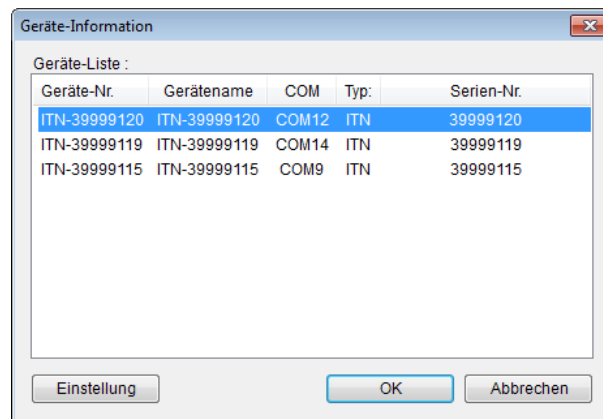 Geräte-Information
Geräte-Liste :
Geräte-Nr. Gerätename COM Typ: Serien-Nr.
ITN-39999120 ITN-39999120 COM12 ITN 39999120
ITN-39999119 ITN-39999119 COM14 ITN 39999119
ITN-39999115 ITN-39999115 COM9 ITN 39999115
Einstellung OK Abbrechen